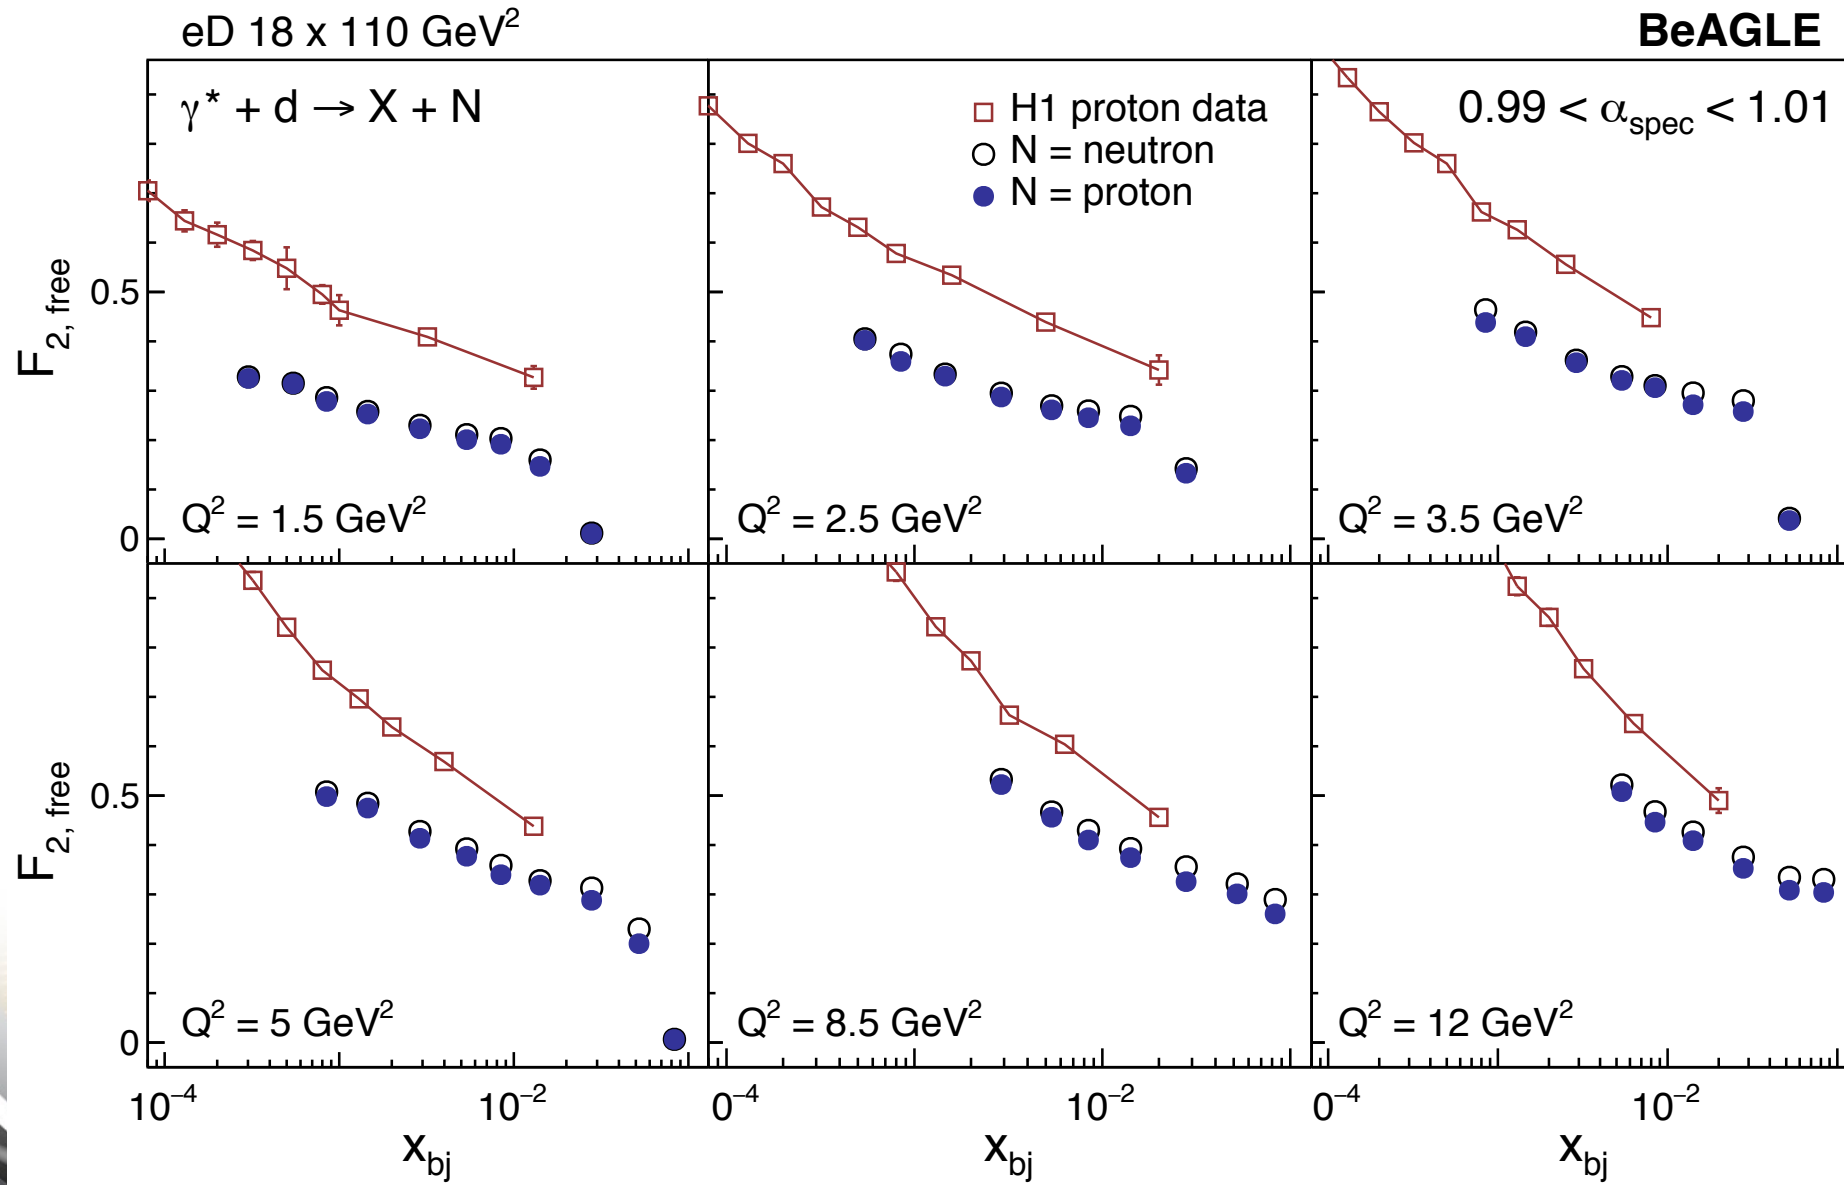 eD 18 x 110 GeV²
BeAGLE
γ* + d → X + N
H1 proton data
N = neutron
N = proton
0.99 < α_spec < 1.01
F_2, free
0.5
0
Q² = 1.5 GeV²
Q² = 2.5 GeV²
Q² = 3.5 GeV²
F_2, free
0.5
0
Q² = 5 GeV²
Q² = 8.5 GeV²
Q² = 12 GeV²
10⁻⁴ 10⁻² 0⁻⁴ 10⁻² 0⁻⁴ 10⁻²
x_bj x_bj x_bj